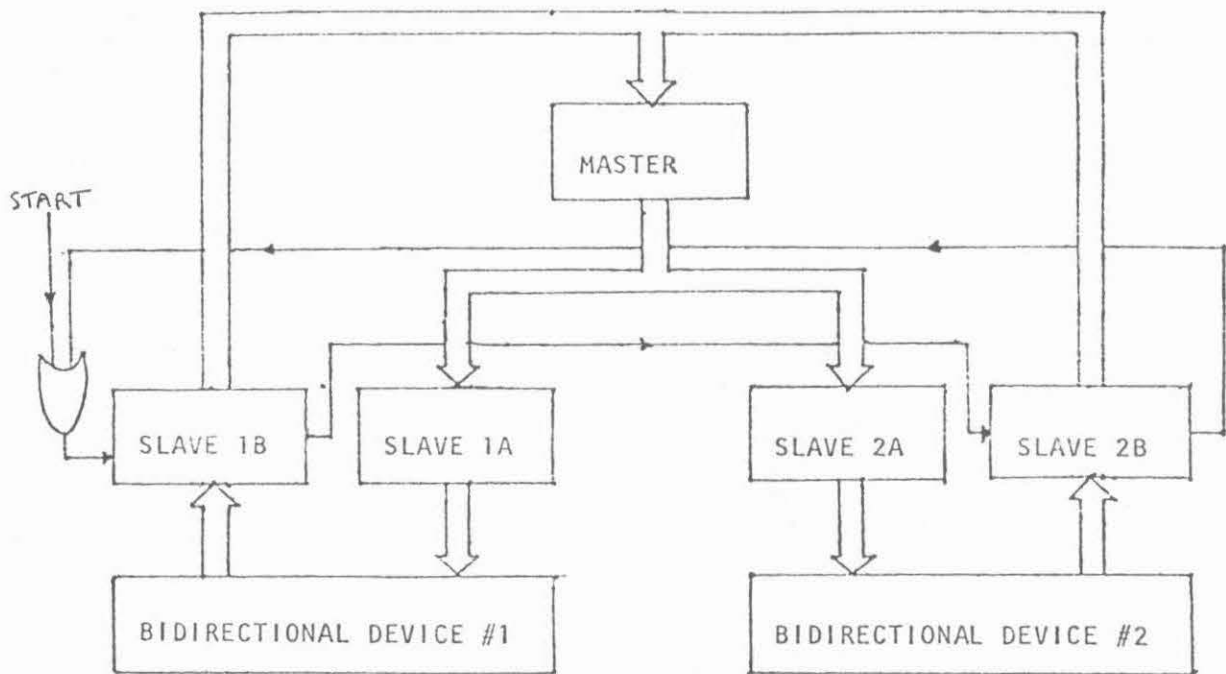 MASTER
START
SLAVE 1B
SLAVE 1A
SLAVE 2A
SLAVE 2B
BIDIRECTIONAL DEVICE #1
BIDIRECTIONAL DEVICE #2